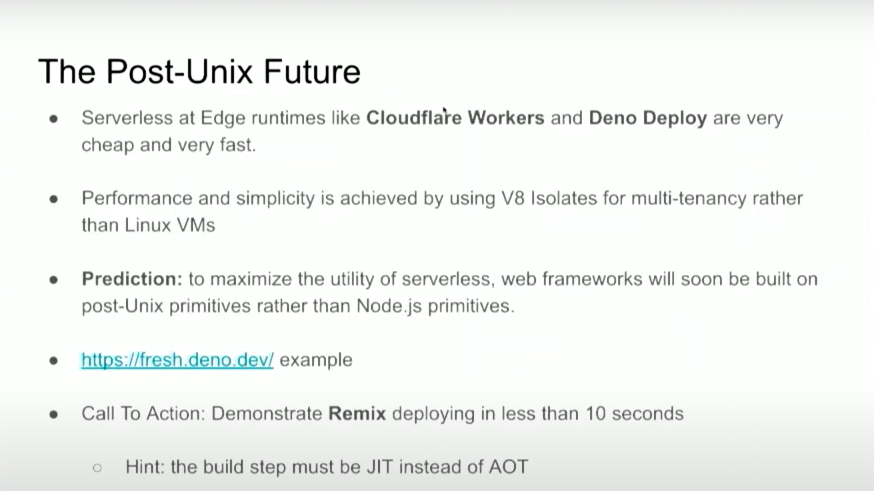 The Post-Unix Future
● Serverless at Edge runtimes like Cloudflare Workers and Deno Deploy are very
cheap and very fast.
● Performance and simplicity is achieved by using V8 Isolates for multi-tenancy rather
than Linux VMs
● Prediction: to maximize the utility of serverless, web frameworks will soon be built on
post-Unix primitives rather than Node.js primitives.
● https://fresh.deno.dev/ example
● Call To Action: Demonstrate Remix deploying in less than 10 seconds
○ Hint: the build step must be JIT instead of AOT